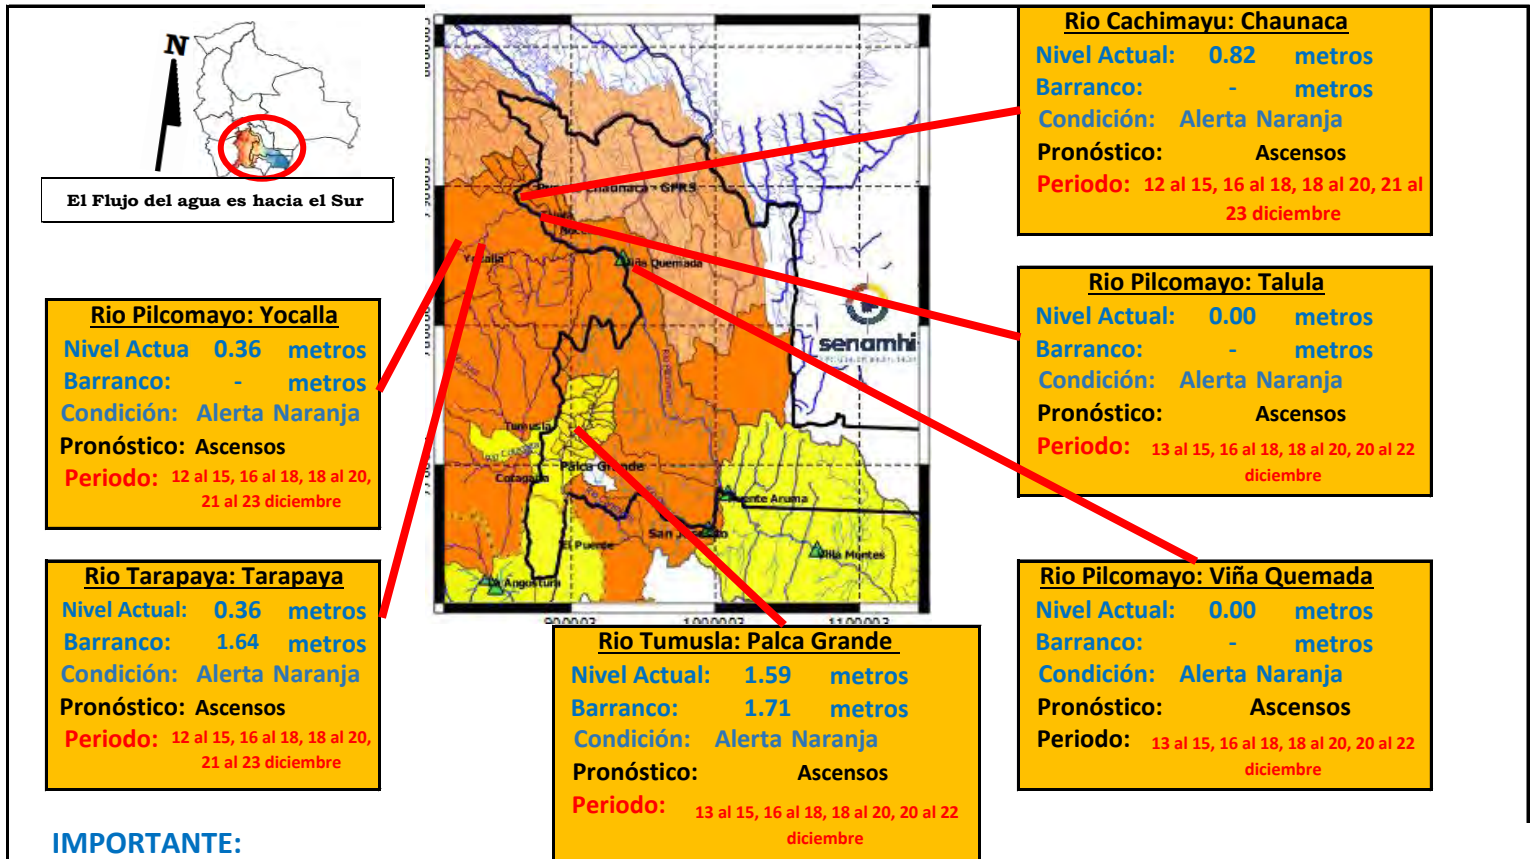 N
El Flujo del agua es hacia el Sur
Rio Pilcomayo: Yocalla
Nivel Actua 0.36 metros
Barranco: - metros
Condición: Alerta Naranja
Pronóstico: Ascensos
Periodo: 12 al 15, 16 al 18, 18 al 20,
21 al 23 diciembre
Rio Tarapaya: Tarapaya
Nivel Actual: 0.36 metros
Barranco: 1.64 metros
Condición: Alerta Naranja
Pronóstico: Ascensos
Periodo: 12 al 15, 16 al 18, 18 al 20,
21 al 23 diciembre
IMPORTANTE:
Chaunaca - GPRS
Yocalla
Viña Quemada
senamhi
Tumusla
Palca Grande
Cotagaita
Puente Aruma
El Puente
Villa Montes
Angostura
900003 1000003 1100003
Rio Tumusla: Palca Grande
Nivel Actual: 1.59 metros
Barranco: 1.71 metros
Condición: Alerta Naranja
Pronóstico: Ascensos
Periodo: 13 al 15, 16 al 18, 18 al 20, 20 al 22
diciembre
Rio Cachimayu: Chaunaca
Nivel Actual: 0.82 metros
Barranco: - metros
Condición: Alerta Naranja
Pronóstico: Ascensos
Periodo: 12 al 15, 16 al 18, 18 al 20, 21 al
23 diciembre
Rio Pilcomayo: Talula
Nivel Actual: 0.00 metros
Barranco: - metros
Condición: Alerta Naranja
Pronóstico: Ascensos
Periodo: 13 al 15, 16 al 18, 18 al 20, 20 al 22
diciembre
Rio Pilcomayo: Viña Quemada
Nivel Actual: 0.00 metros
Barranco: - metros
Condición: Alerta Naranja
Pronóstico: Ascensos
Periodo: 13 al 15, 16 al 18, 18 al 20, 20 al 22
diciembre